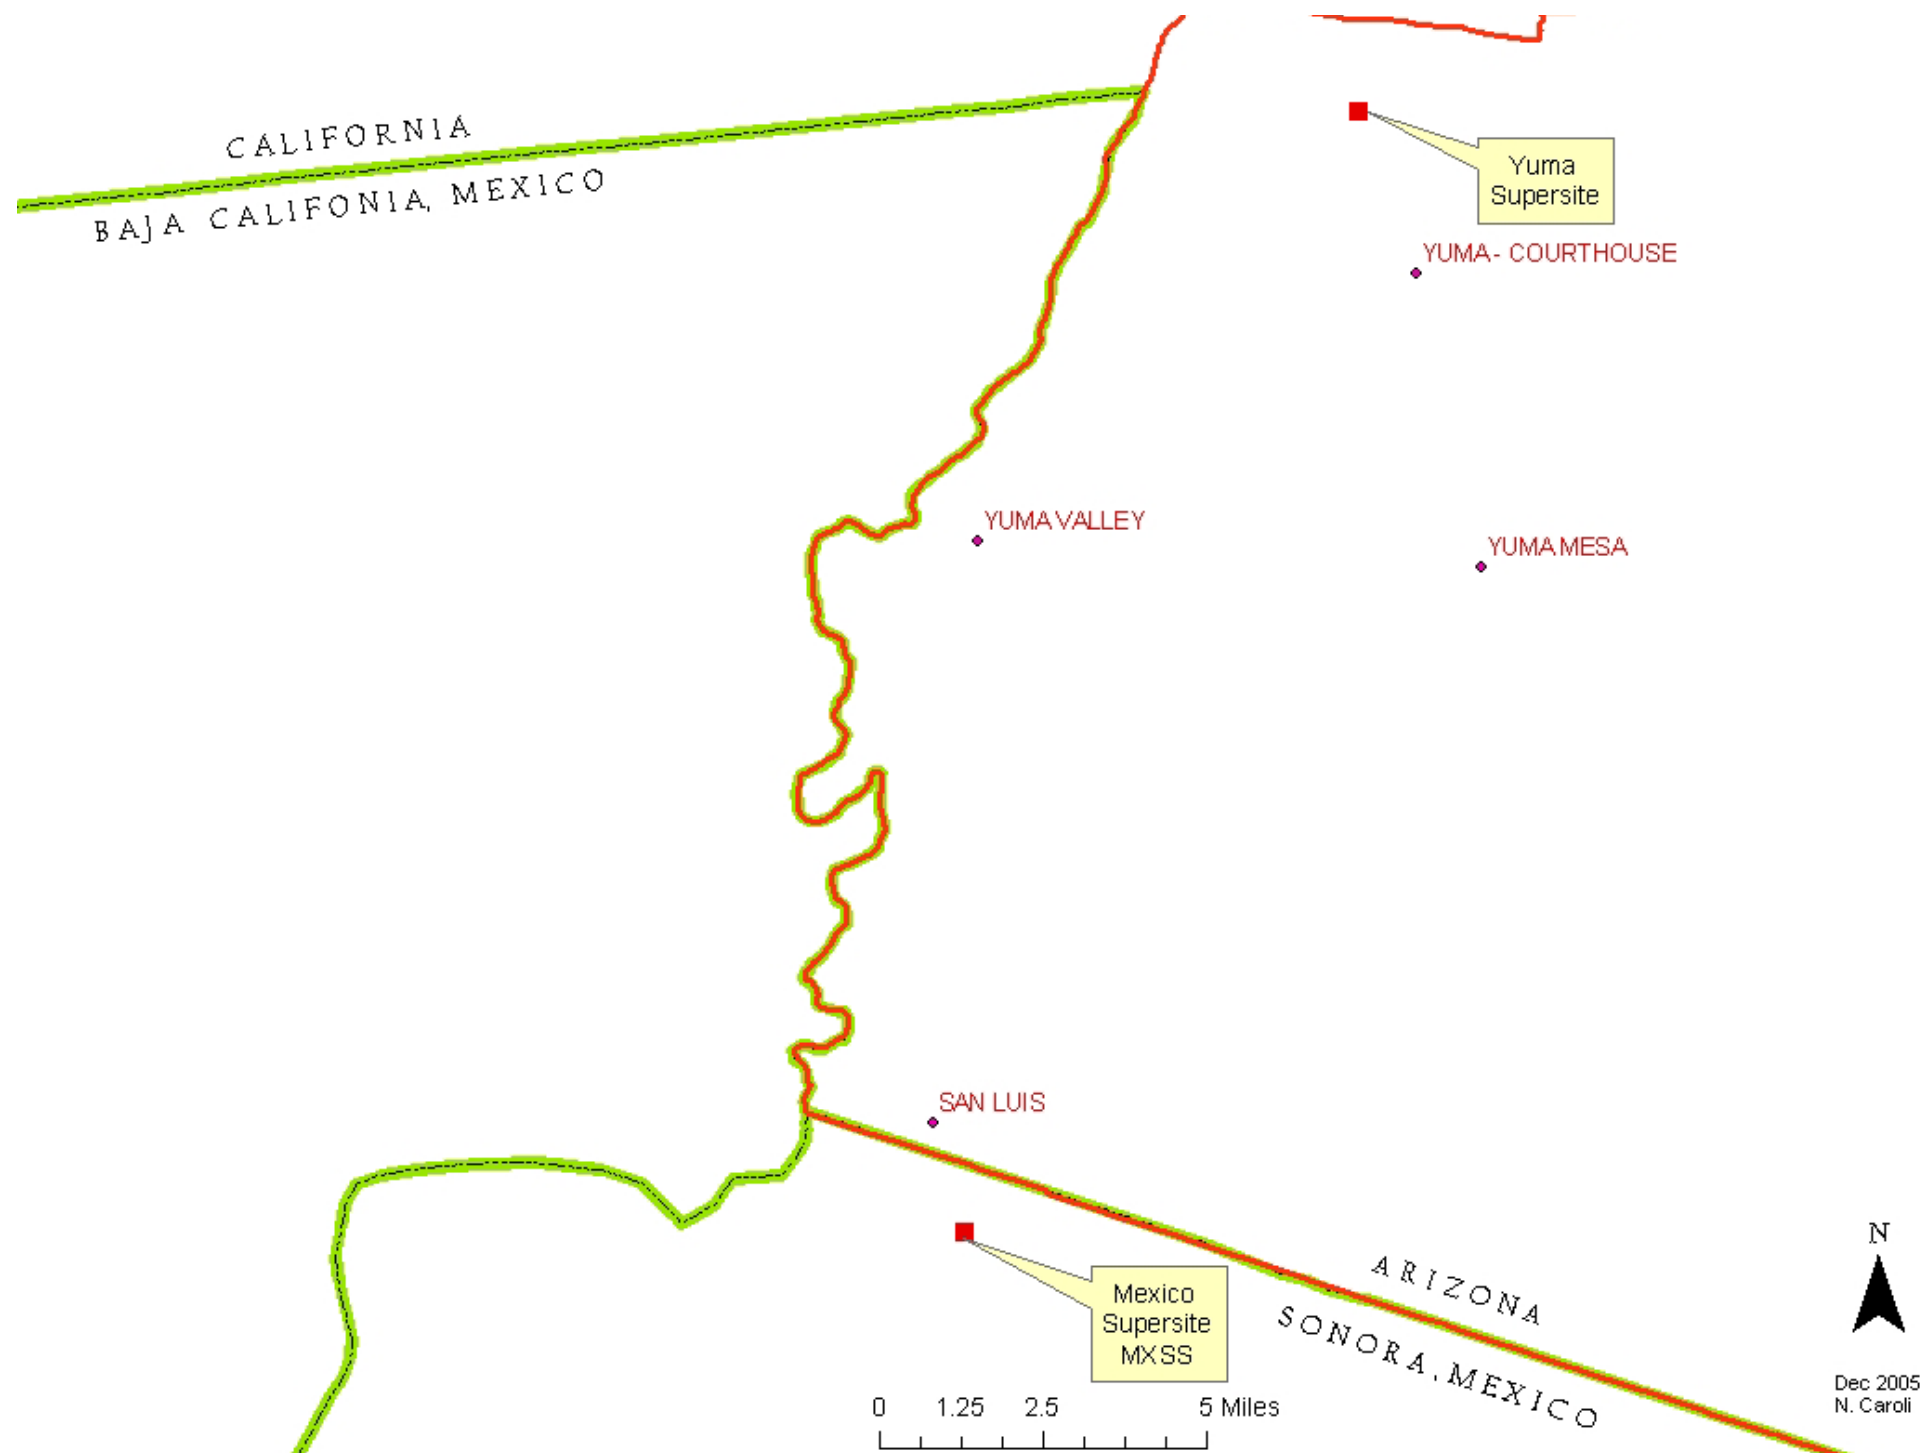 CALIFORNIA
BAJA CALIFONIA, MEXICO
Yuma
Supersite
YUMA - COURTHOUSE
YUMA VALLEY
YUMA MESA
SAN LUIS
N
ARIZONA
SONORA, MEXICO
Mexico
Supersite
MXSS
Dec 2005
N. Caroli
0 1.25 2.5 5 Miles